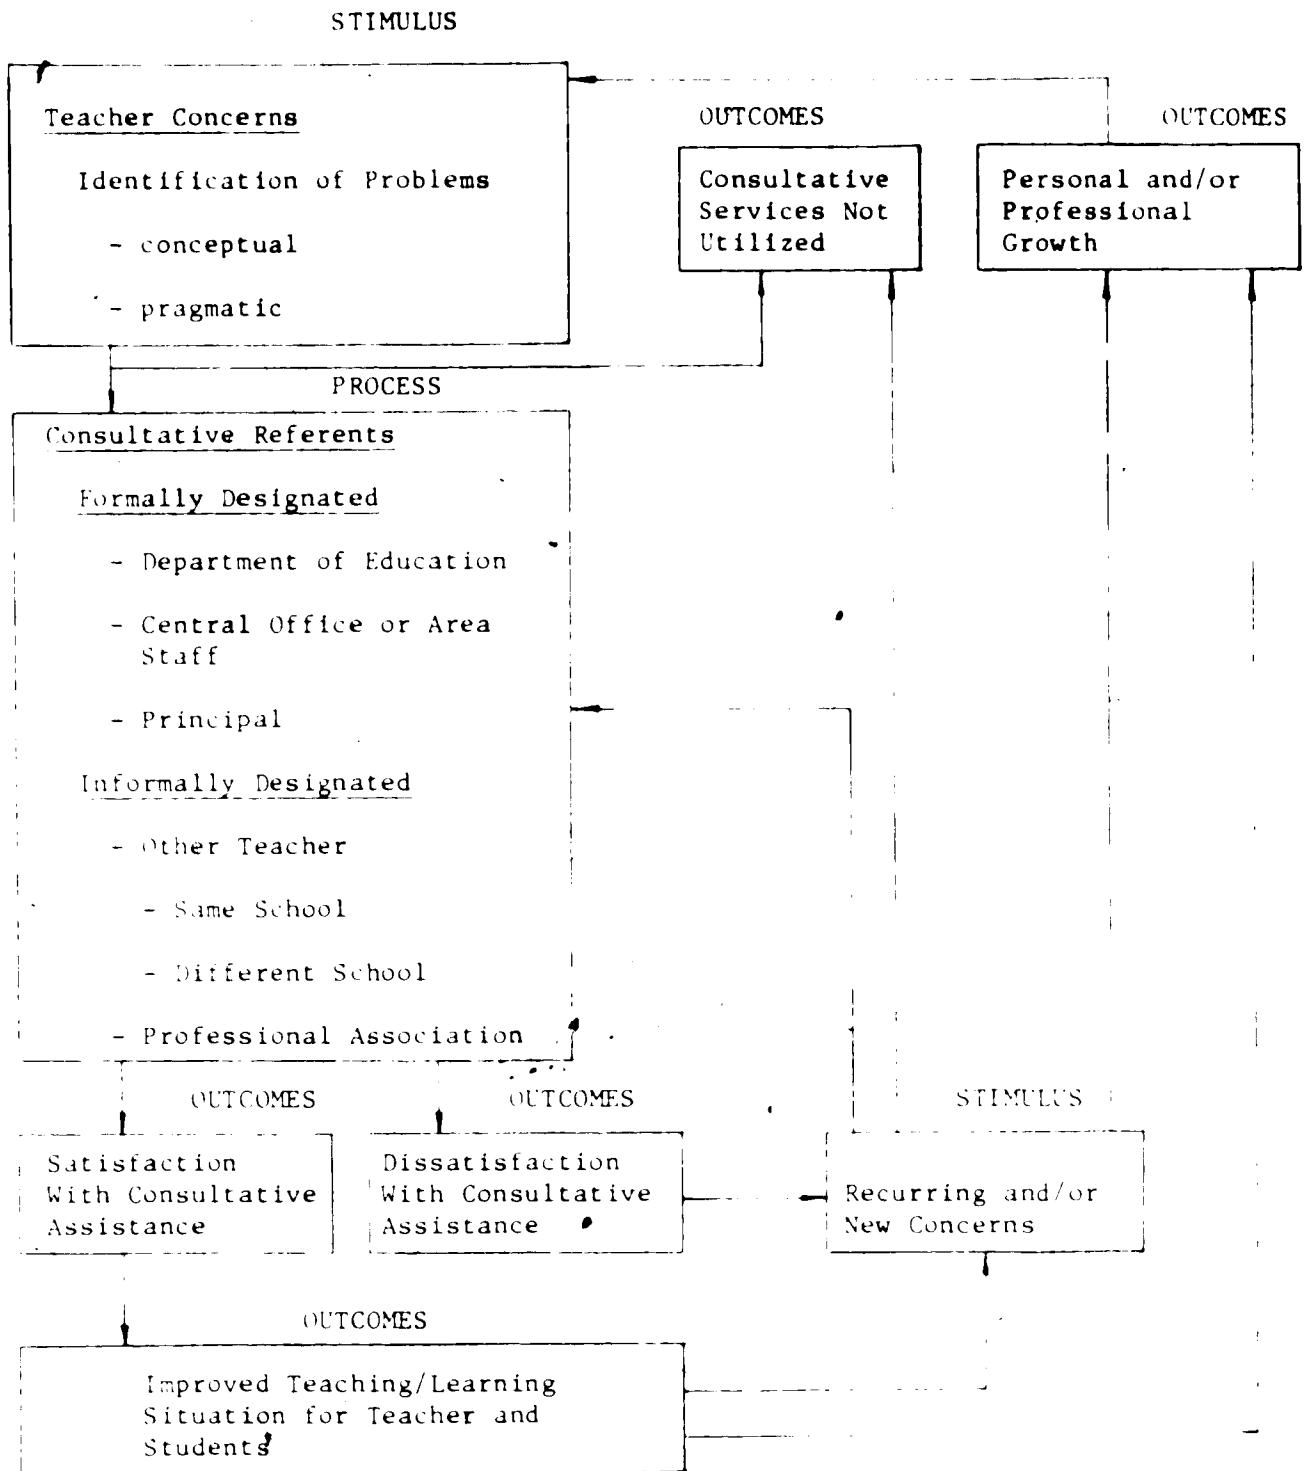 STIMULUS
Teacher Concerns
Identification of Problems
- conceptual
- pragmatic
OUTCOMES
Consultative
Services Not
Utilized
OUTCOMES
Personal and/or
Professional
Growth
PROCESS
Consultative Referents
Formally Designated
- Department of Education
- Central Office or Area
Staff
- Principal
Informally Designated
- Other Teacher
- Same School
- Different School
- Professional Association
OUTCOMES
Satisfaction
With Consultative
Assistance
OUTCOMES
Dissatisfaction
With Consultative
Assistance
STIMULUS
Recurring and/or
New Concerns
OUTCOMES
Improved Teaching/Learning
Situation for Teacher and
Students